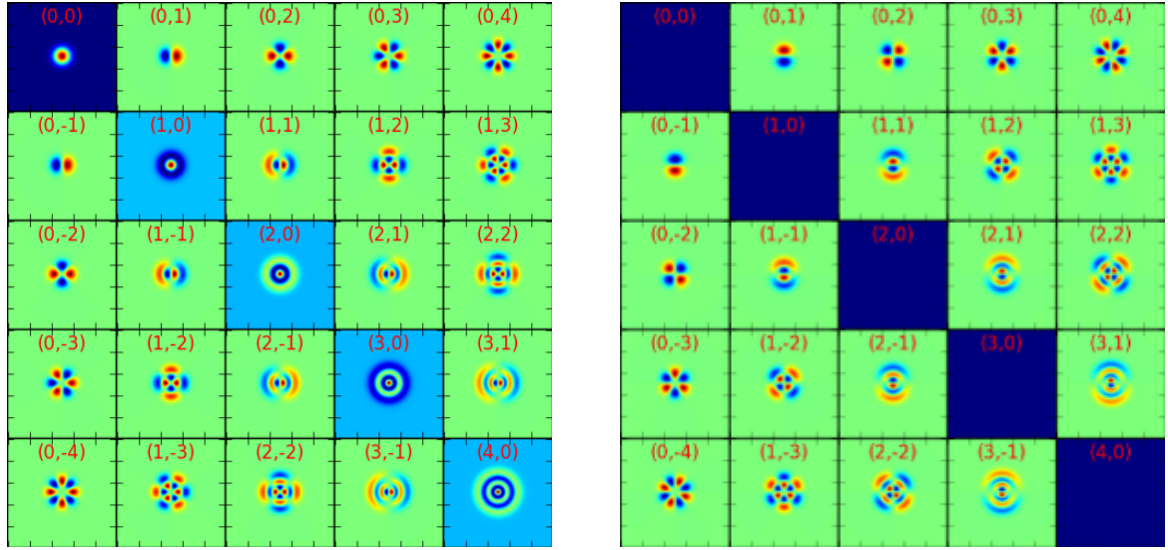 (0,0) (0,1) (0,2) (0,3) (0,4)
(0,-1) (1,0) (1,1) (1,2) (1,3)
(0,-2) (1,-1) (2,0) (2,1) (2,2)
(0,-3) (1,-2) (2,-1) (3,0) (3,1)
(0,-4) (1,-3) (2,-2) (3,-1) (4,0)
(0,0) (0,1) (0,2) (0,3) (0,4)
(0,-1) (1,0) (1,1) (1,2) (1,3)
(0,-2) (1,-1) (2,0) (2,1) (2,2)
(0,-3) (1,-2) (2,-1) (3,0) (3,1)
(0,-4) (1,-3) (2,-2) (3,-1) (4,0)